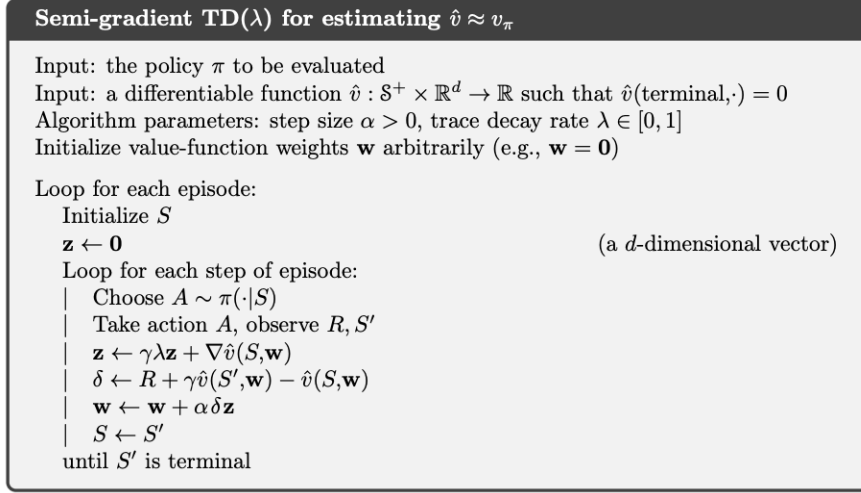 Semi-gradient TD(λ) for estimating v̂ ≈ vπ
Input: the policy π to be evaluated
Input: a differentiable function v̂ : 𝒮⁺ × ℝᵈ → ℝ such that v̂(terminal,·) = 0
Algorithm parameters: step size α > 0, trace decay rate λ ∈ [0, 1]
Initialize value-function weights w arbitrarily (e.g., w = 0)
Loop for each episode:
Initialize S
z ← 0 (a d-dimensional vector)
Loop for each step of episode:
| Choose A ∼ π(·|S)
| Take action A, observe R, S′
| z ← γλz + ∇v̂(S,w)
| δ ← R + γv̂(S′,w) − v̂(S,w)
| w ← w + αδz
| S ← S′
until S′ is terminal